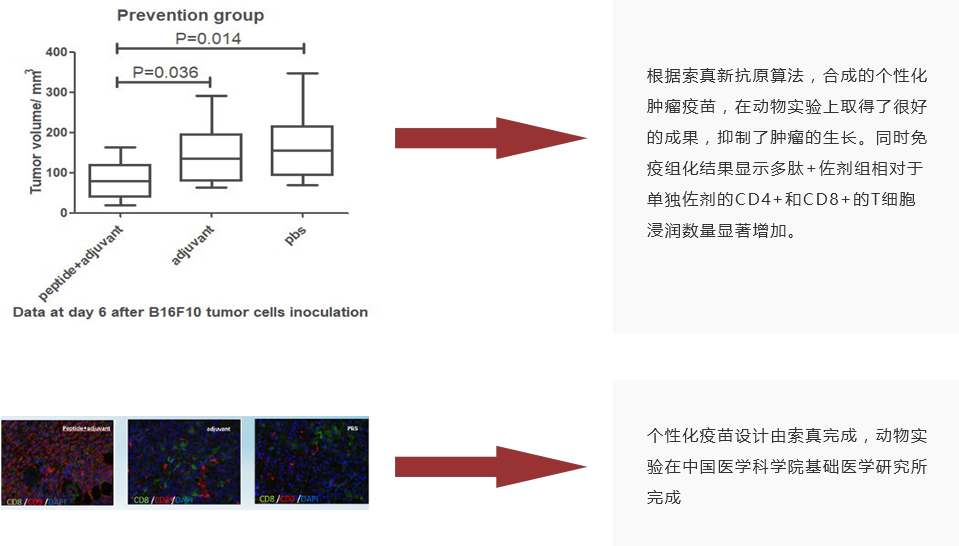 Prevention group
P=0.014
P=0.036
Tumor volume/ mm³
400
300
200
100
0
peptide+adjuvant
adjuvant
pbs
Data at day 6 after B16F10 tumor cells inoculation
根据索真新抗原算法，合成的个性化
肿瘤疫苗，在动物实验上取得了很好
的成果，抑制了肿瘤的生长。同时免
疫组化结果显示多肽+佐剂组相对于
单独佐剂的CD4+和CD8+的T细胞
浸润数量显著增加。
Peptide+adjuvant
CD8 /CD3 /DAPI
adjuvant
CD8 /CD3 /DAPI
PBS
CD8 /CD3 /DAPI
个性化疫苗设计由索真完成，动物实
验在中国医学科学院基础医学研究所
完成